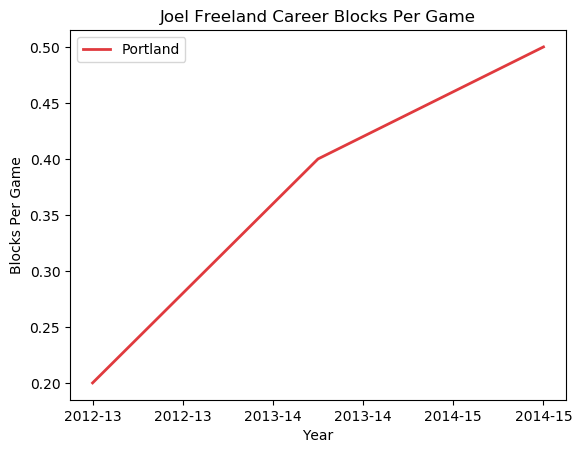 Joel Freeland Career Blocks Per Game
Portland
Blocks Per Game
0.50
0.45
0.40
0.35
0.30
0.25
0.20
2012-13 2012-13 2013-14 2013-14 2014-15 2014-15
Year